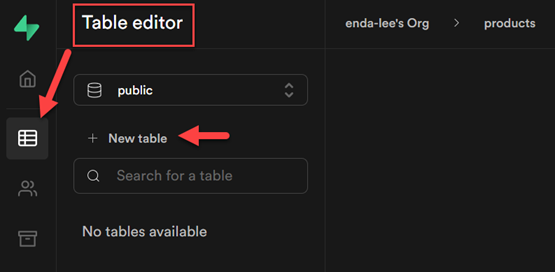 Table editor
enda-lee's Org > products
public
+ New table
Search for a table
No tables available